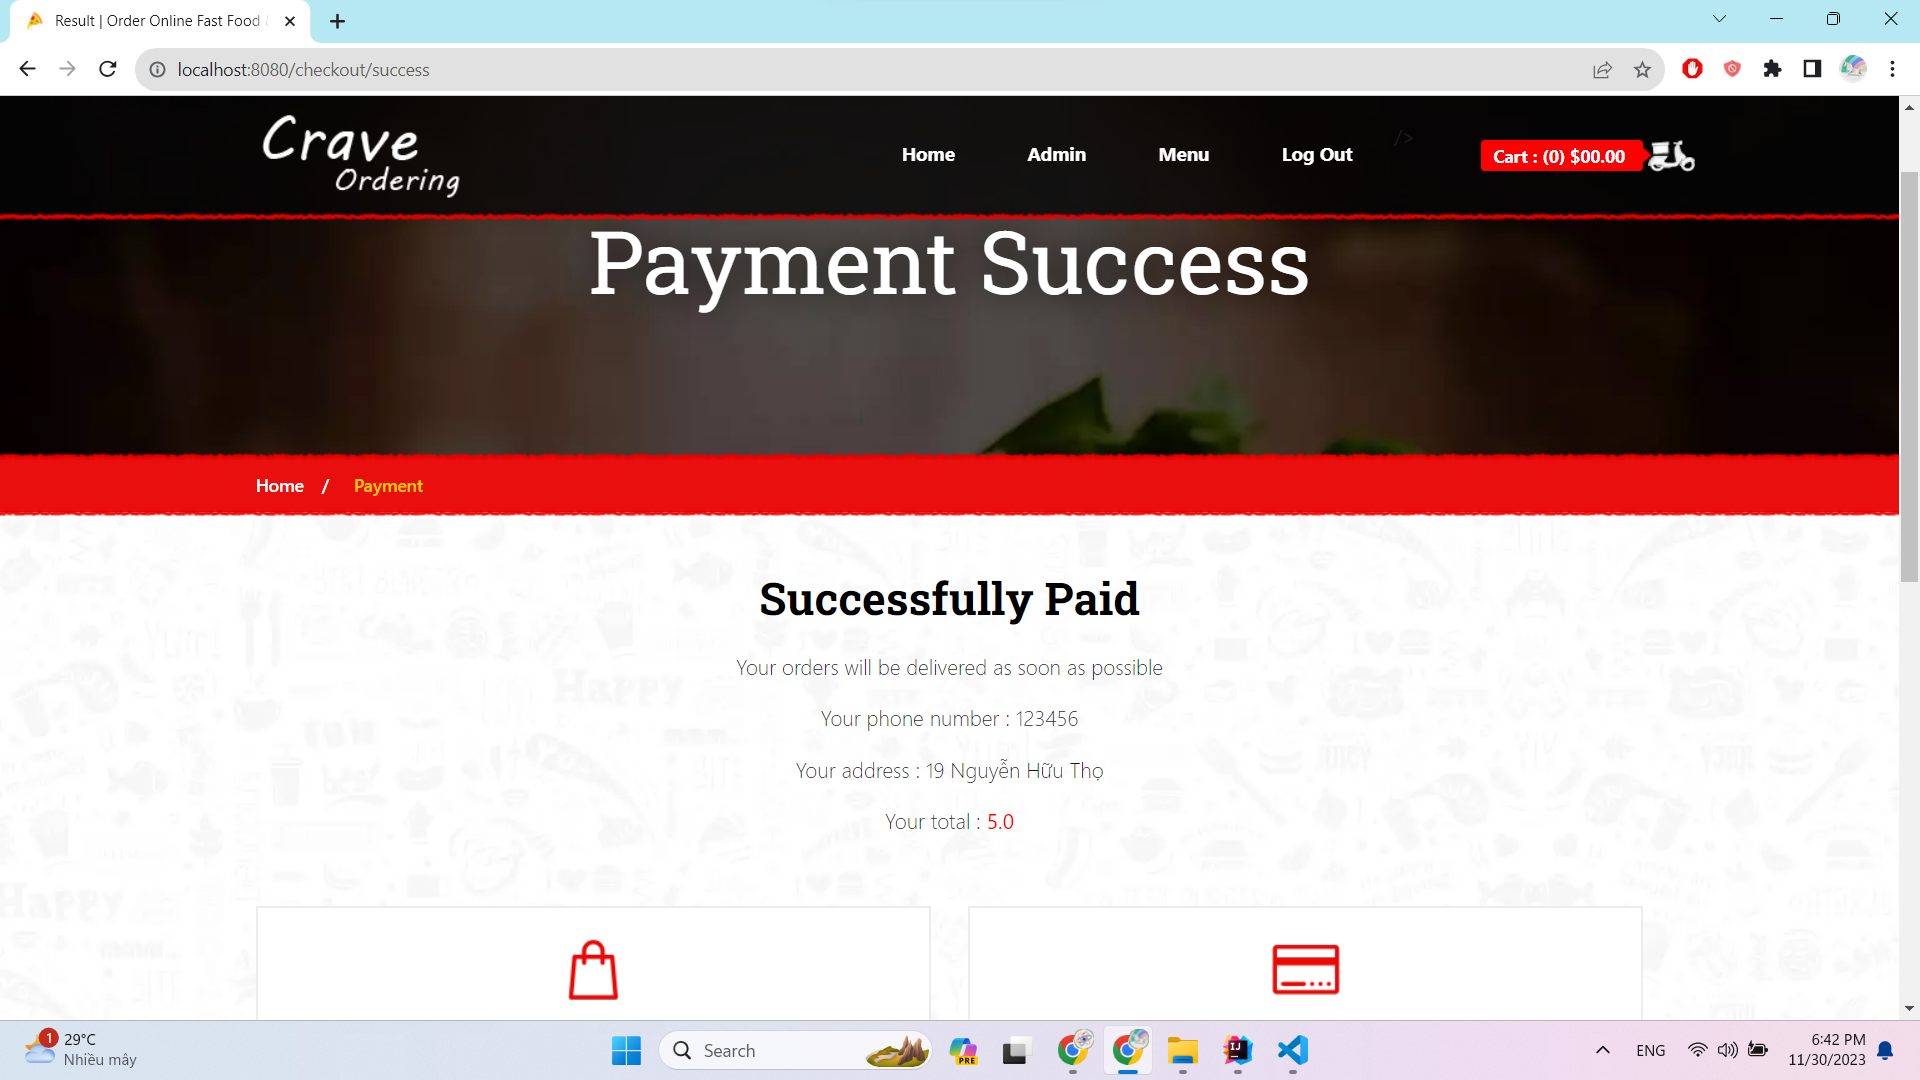 Result | Order Online Fast Food
localhost:8080/checkout/success
Crave
Ordering
Home
Admin
Menu
Log Out
/>
Cart : (0) $00.00
Payment Success
Home / Payment
Successfully Paid
Your orders will be delivered as soon as possible
Your phone number : 123456
Your address : 19 Nguyễn Hữu Thọ
Your total : 5.0
1
29°C
Nhiều mây
Search
PRE
IJ
ENG
6:42 PM
11/30/2023